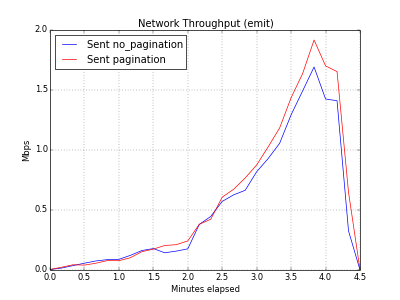 Network Throughput (emit)
2.0
Sent no_pagination
Sent pagination
1.5
Mbps
1.0
0.5
0.0
0.0 0.5 1.0 1.5 2.0 2.5 3.0 3.5 4.0 4.5
Minutes elapsed